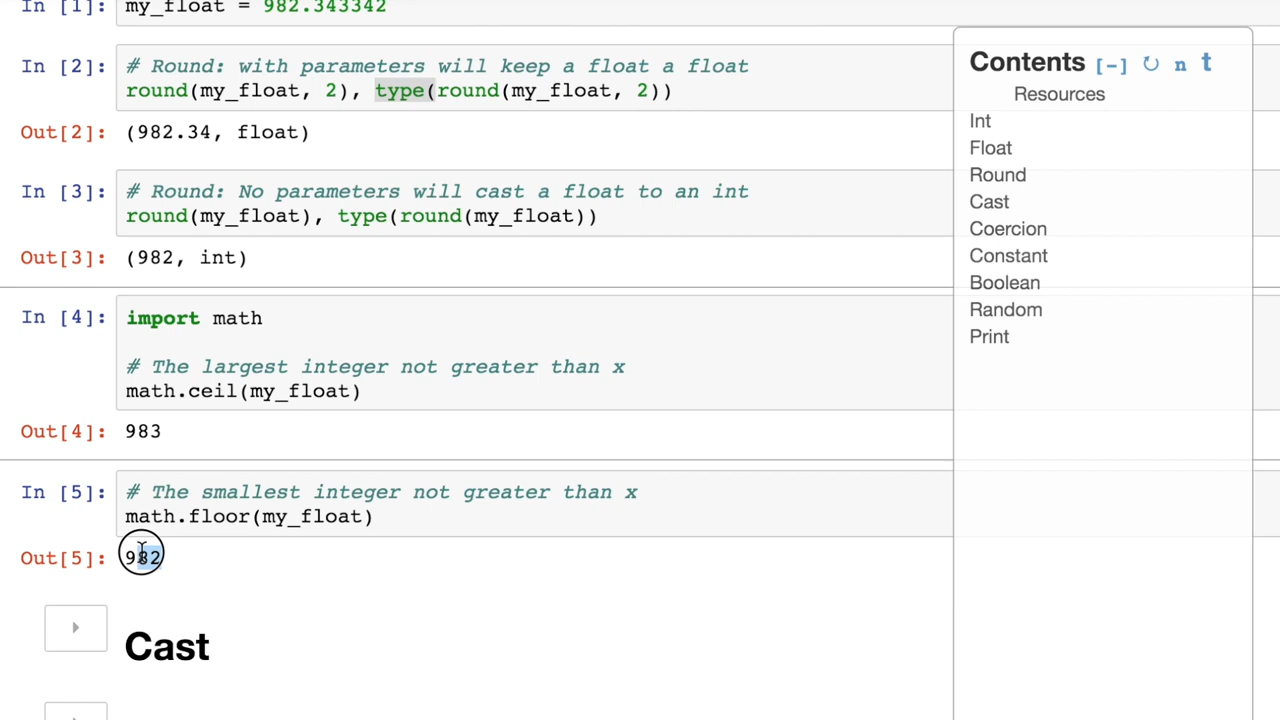 In [1]: my_float = 982.343342
In [2]: # Round: with parameters will keep a float a float
round(my_float, 2), type(round(my_float, 2))
Out[2]: (982.34, float)
In [3]: # Round: No parameters will cast a float to an int
round(my_float), type(round(my_float))
Out[3]: (982, int)
In [4]: import math
# The largest integer not greater than x
math.ceil(my_float)
Out[4]: 983
In [5]: # The smallest integer not greater than x
math.floor(my_float)
Out[5]: 982
Cast
Contents [-] ↻ n t
Resources
Int
Float
Round
Cast
Coercion
Constant
Boolean
Random
Print